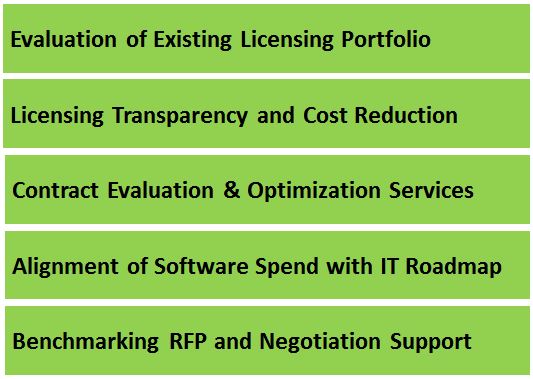 Evaluation of Existing Licensing Portfolio
Licensing Transparency and Cost Reduction
Contract Evaluation & Optimization Services
Alignment of Software Spend with IT Roadmap
Benchmarking RFP and Negotiation Support